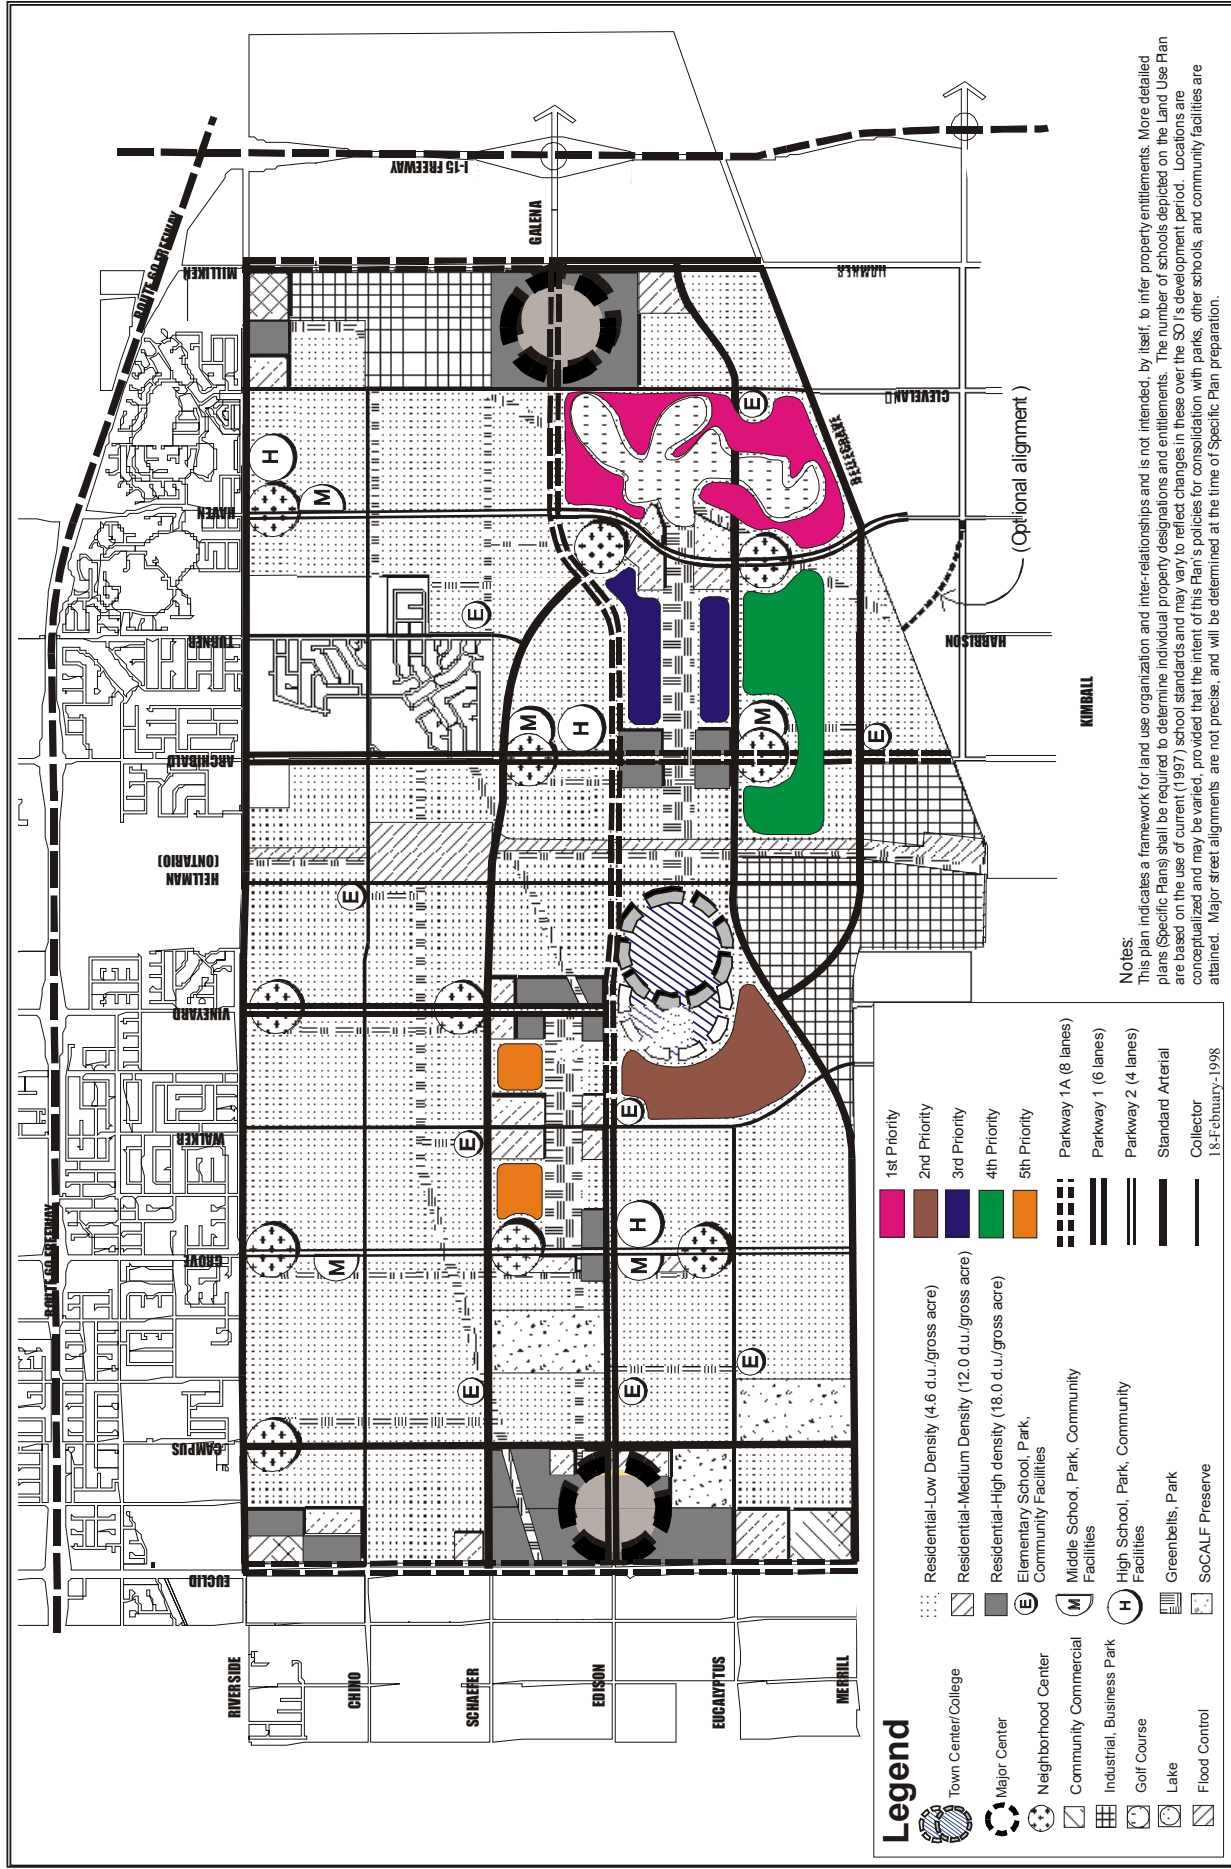 ROUTE 60 FREEWAY
ROUTE 60 FREEWAY
I-15 FREEWAY
EUCLID
CAMPUS
GROVE
WALKER
VINEYARD
HELLMAN
(ONTARIO)
ARCHIBALD
TURNER
HAVEN
MILLIKEN
GALENA
HAMNER
CLEVELAND
BELLEGRAVE
HARRISON
KIMBALL
(Optional alignment)
RIVERSIDE
CHINO
SCHAEFER
EDISON
EUCALYPTUS
MERRILL
H
M
E
M
H
E
M
E
E
E
E
M
H
M
E
E
E
E
Legend
Town Center/College
Major Center
Neighborhood Center
Community Commercial
Industrial, Business Park
Golf Course
Lake
Flood Control
Residential-Low Density (4.6 d.u./gross acre)
Residential-Medium Density (12.0 d.u./gross acre)
Residential-High density (18.0 d.u./gross acre)
E
Elementary School, Park,
Community Facilities
M
Middle School, Park, Community
Facilities
H
High School, Park, Community
Facilities
Greenbelts, Park
SoCALF Preserve
1st Priority
2nd Priority
3rd Priority
4th Priority
5th Priority
Parkway 1A (8 lanes)
Parkway 1 (6 lanes)
Parkway 2 (4 lanes)
Standard Arterial
Collector
18-February-1998
Notes:
This plan indicates a framework for land use organization and inter-relationships and is not intended, by itself, to infer property entitlements. More detailed
plans (Specific Plans) shall be required to determine individual property designations and entitlements. The number of schools depicted on the Land Use Plan
are based on the use of current (1997) school standards and may vary to reflect changes in these over the SOI's development period. Locations are
conceptualized and may be varied, provided that the intent of this Plan's policies for consolidation with parks, other schools, and community facilities are
attained. Major street alignments are not precise, and will be determined at the time of Specific Plan preparation.